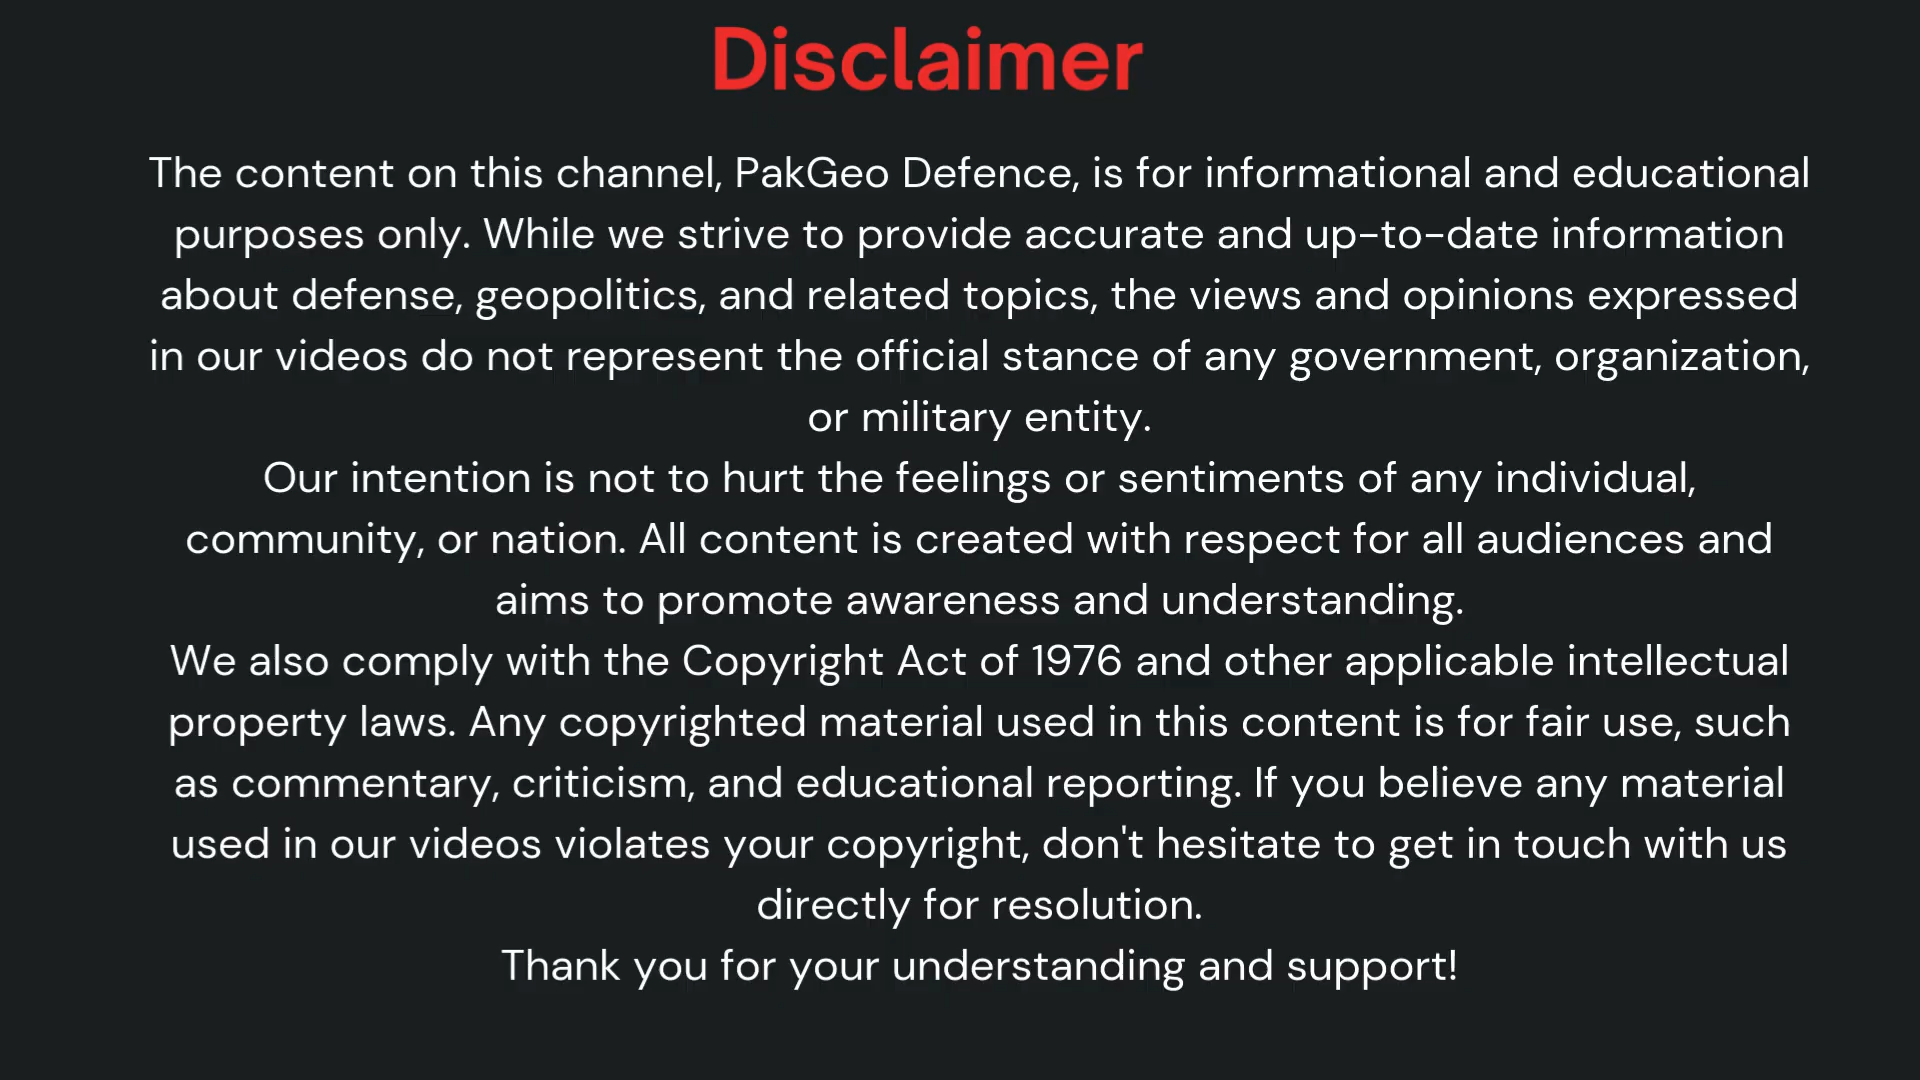 Disclaimer
The content on this channel, PakGeo Defence, is for informational and educational
purposes only. While we strive to provide accurate and up-to-date information
about defense, geopolitics, and related topics, the views and opinions expressed
in our videos do not represent the official stance of any government, organization,
or military entity.
Our intention is not to hurt the feelings or sentiments of any individual,
community, or nation. All content is created with respect for all audiences and
aims to promote awareness and understanding.
We also comply with the Copyright Act of 1976 and other applicable intellectual
property laws. Any copyrighted material used in this content is for fair use, such
as commentary, criticism, and educational reporting. If you believe any material
used in our videos violates your copyright, don't hesitate to get in touch with us
directly for resolution.
Thank you for your understanding and support!